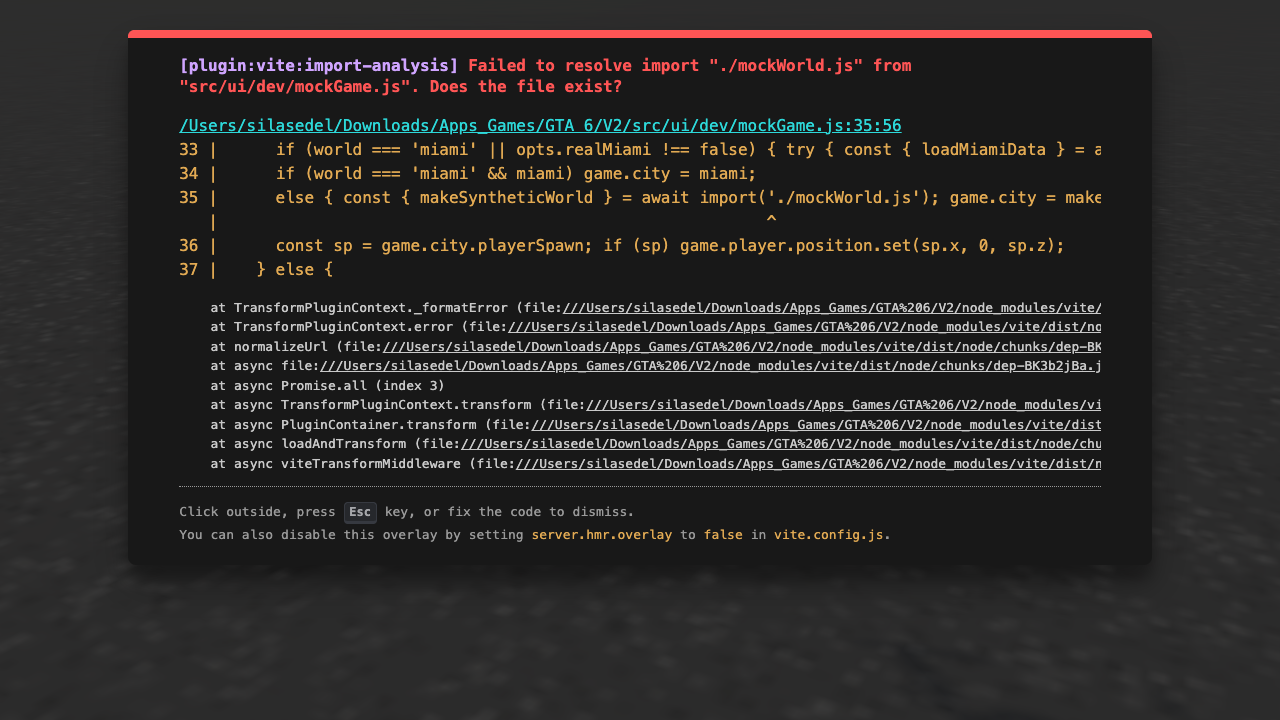 [plugin:vite:import-analysis] Failed to resolve import "./mockWorld.js" from
"src/ui/dev/mockGame.js". Does the file exist?
/Users/silasedel/Downloads/Apps_Games/GTA 6/V2/src/ui/dev/mockGame.js:35:56
33 |      if (world === 'miami' || opts.realMiami !== false) { try { const { loadMiamiData } = a
34 |      if (world === 'miami' && miami) game.city = miami;
35 |      else { const { makeSyntheticWorld } = await import('./mockWorld.js'); game.city = make
   |                                                         ^
36 |      const sp = game.city.playerSpawn; if (sp) game.player.position.set(sp.x, 0, sp.z);
37 |    } else {
at TransformPluginContext._formatError (file:///Users/silasedel/Downloads/Apps_Games/GTA%206/V2/node_modules/vite/
at TransformPluginContext.error (file:///Users/silasedel/Downloads/Apps_Games/GTA%206/V2/node_modules/vite/dist/no
at normalizeUrl (file:///Users/silasedel/Downloads/Apps_Games/GTA%206/V2/node_modules/vite/dist/node/chunks/dep-BK
at async file:///Users/silasedel/Downloads/Apps_Games/GTA%206/V2/node_modules/vite/dist/node/chunks/dep-BK3b2jBa.j
at async Promise.all (index 3)
at async TransformPluginContext.transform (file:///Users/silasedel/Downloads/Apps_Games/GTA%206/V2/node_modules/vi
at async PluginContainer.transform (file:///Users/silasedel/Downloads/Apps_Games/GTA%206/V2/node_modules/vite/dist
at async loadAndTransform (file:///Users/silasedel/Downloads/Apps_Games/GTA%206/V2/node_modules/vite/dist/node/chu
at async viteTransformMiddleware (file:///Users/silasedel/Downloads/Apps_Games/GTA%206/V2/node_modules/vite/dist/n
Click outside, press Esc key, or fix the code to dismiss.
You can also disable this overlay by setting server.hmr.overlay to false in vite.config.js.